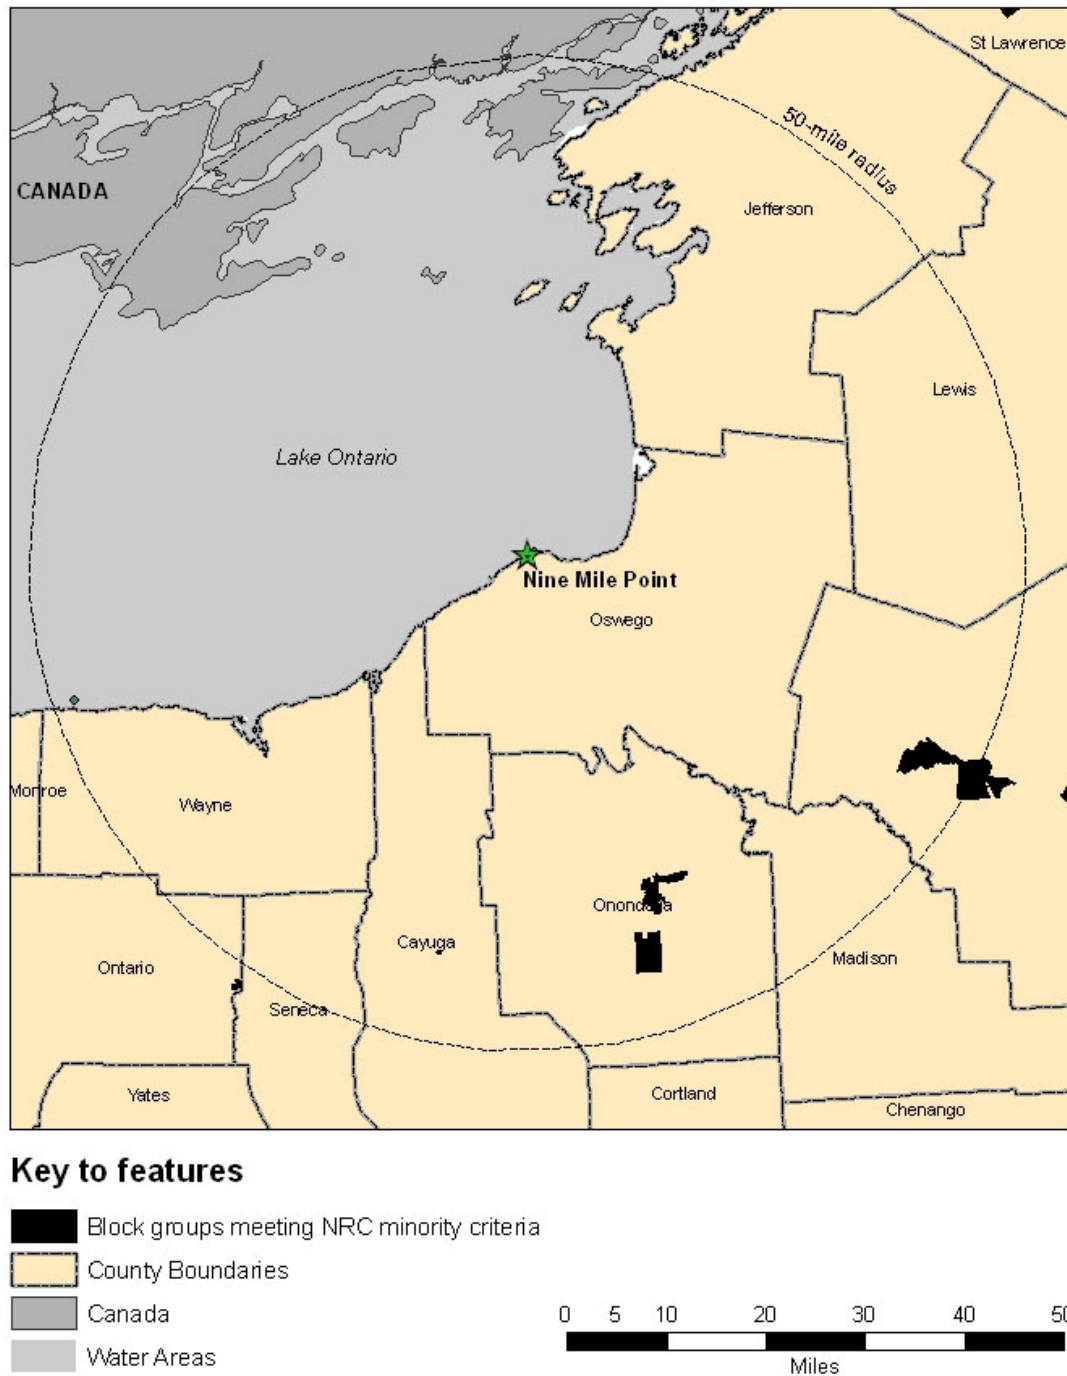 St Lawrence
50-mile radius
CANADA
Jefferson
Lewis
Lake Ontario
Nine Mile Point
Oswego
Monroe
Wayne
Onondaga
Cayuga
Madison
Ontario
Seneca
Yates
Cortland
Chenango
Key to features
Block groups meeting NRC minority criteria
County Boundaries
Canada
Water Areas
0 5 10 20 30 40 50
Miles